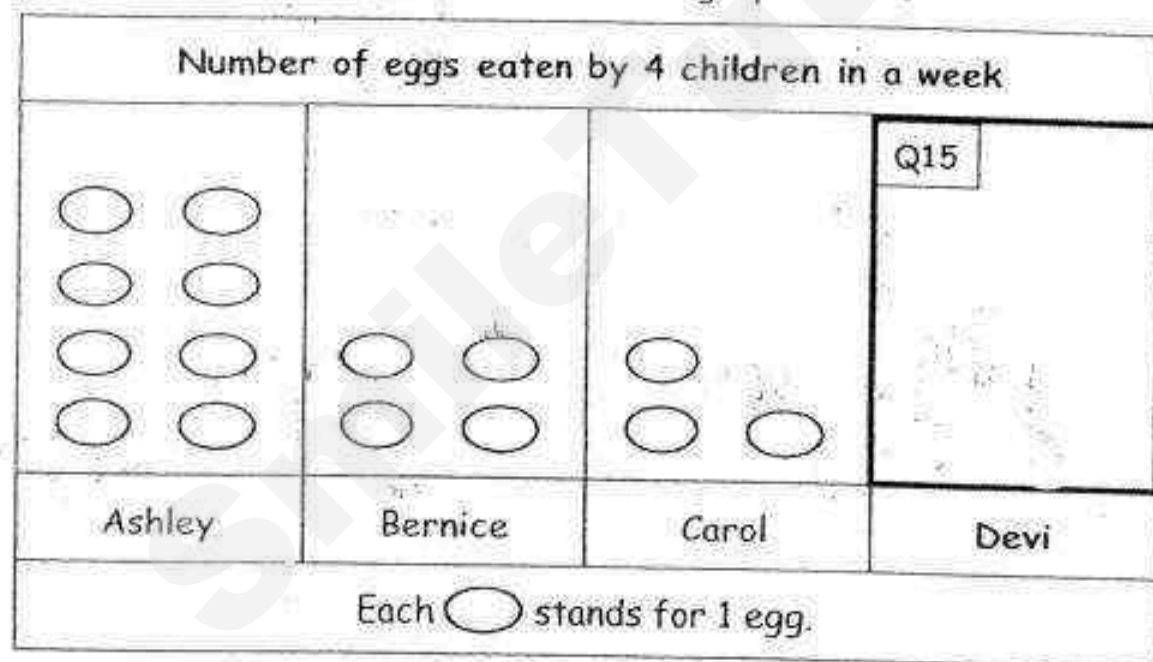 Number of eggs eaten by 4 children in a week
Q15
Ashley
Bernice
Carol
Devi
Each stands for 1 egg.